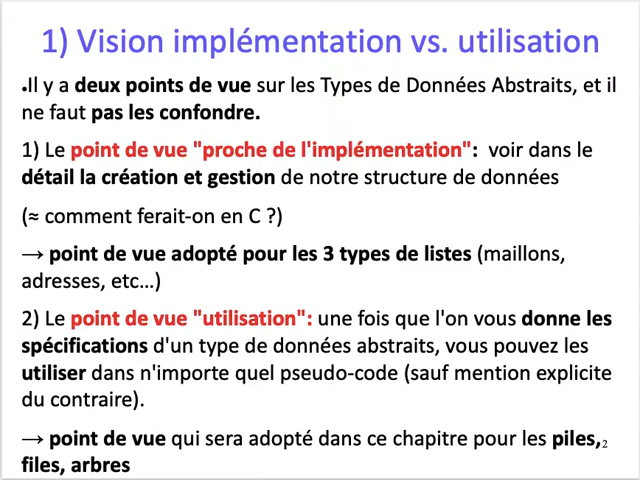 1) Vision implémentation vs. utilisation
•Il y a deux points de vue sur les Types de Données Abstraits, et il
ne faut pas les confondre.
1) Le point de vue "proche de l'implémentation": voir dans le
détail la création et gestion de notre structure de données
(≈ comment ferait-on en C ?)
→ point de vue adopté pour les 3 types de listes (maillons,
adresses, etc…)
2) Le point de vue "utilisation": une fois que l'on vous donne les
spécifications d'un type de données abstraits, vous pouvez les
utiliser dans n'importe quel pseudo-code (sauf mention explicite
du contraire).
→ point de vue qui sera adopté dans ce chapitre pour les piles, 2
files, arbres